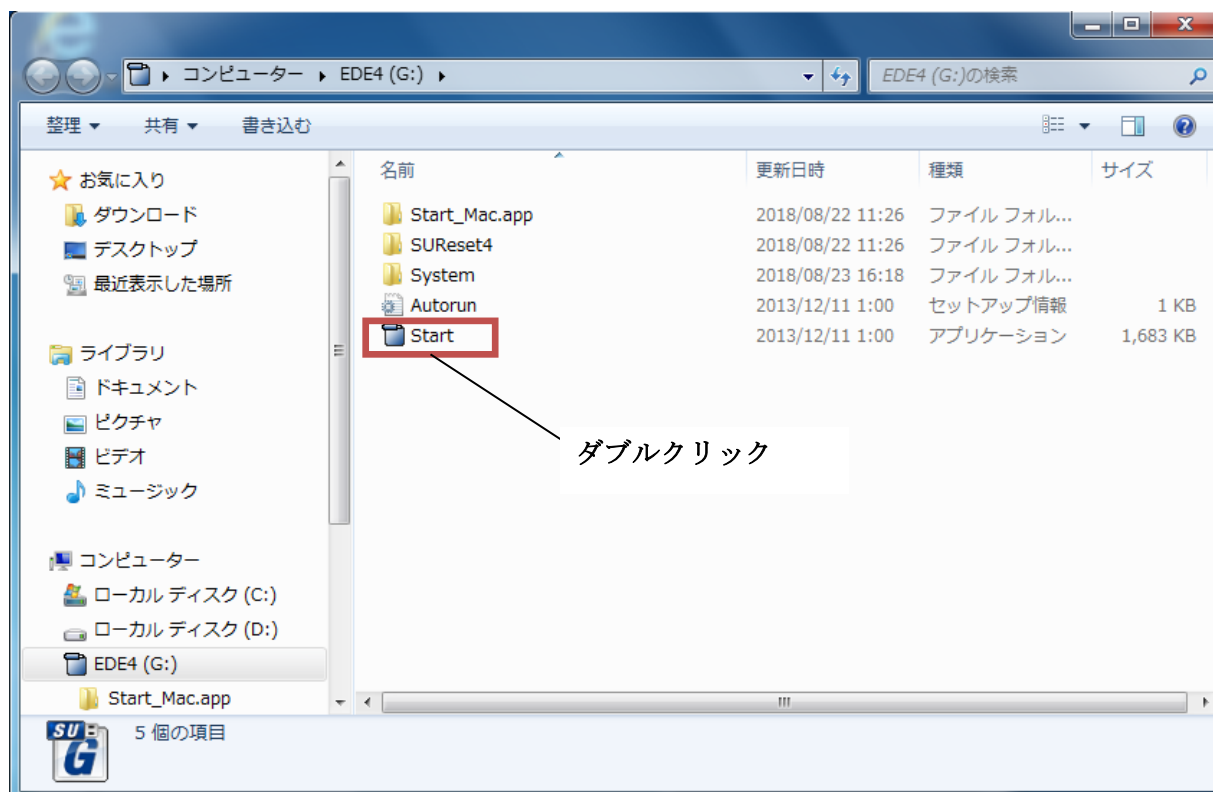 コンピューター ▸ EDE4 (G:) ▸
EDE4 (G:)の検索
整理 ▼ 共有 ▼ 書き込む
お気に入り
ダウンロード
デスクトップ
最近表示した場所
ライブラリ
ドキュメント
ピクチャ
ビデオ
ミュージック
コンピューター
ローカル ディスク (C:)
ローカル ディスク (D:)
EDE4 (G:)
Start_Mac.app
名前 更新日時 種類 サイズ
Start_Mac.app 2018/08/22 11:26 ファイル フォル...
SUReset4 2018/08/22 11:26 ファイル フォル...
System 2018/08/23 16:18 ファイル フォル...
Autorun 2013/12/11 1:00 セットアップ情報 1 KB
Start 2013/12/11 1:00 アプリケーション 1,683 KB
ダブルクリック
SU
G
5 個の項目